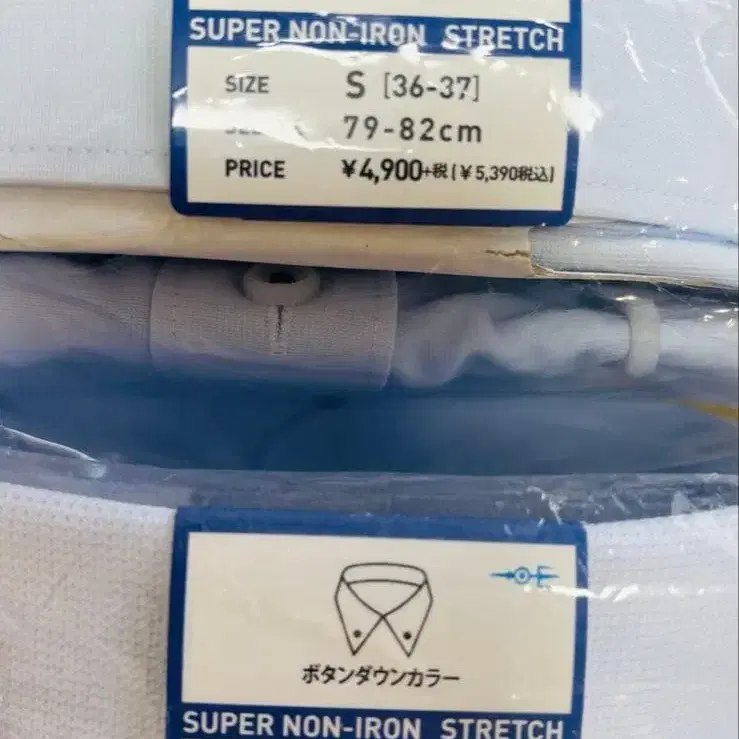 SUPER NON-IRON STRETCH
SIZE S [36-37]
79-82cm
PRICE ¥4,900+税(¥5,390税込)
ボタンダウンカラー
SUPER NON-IRON STRETCH